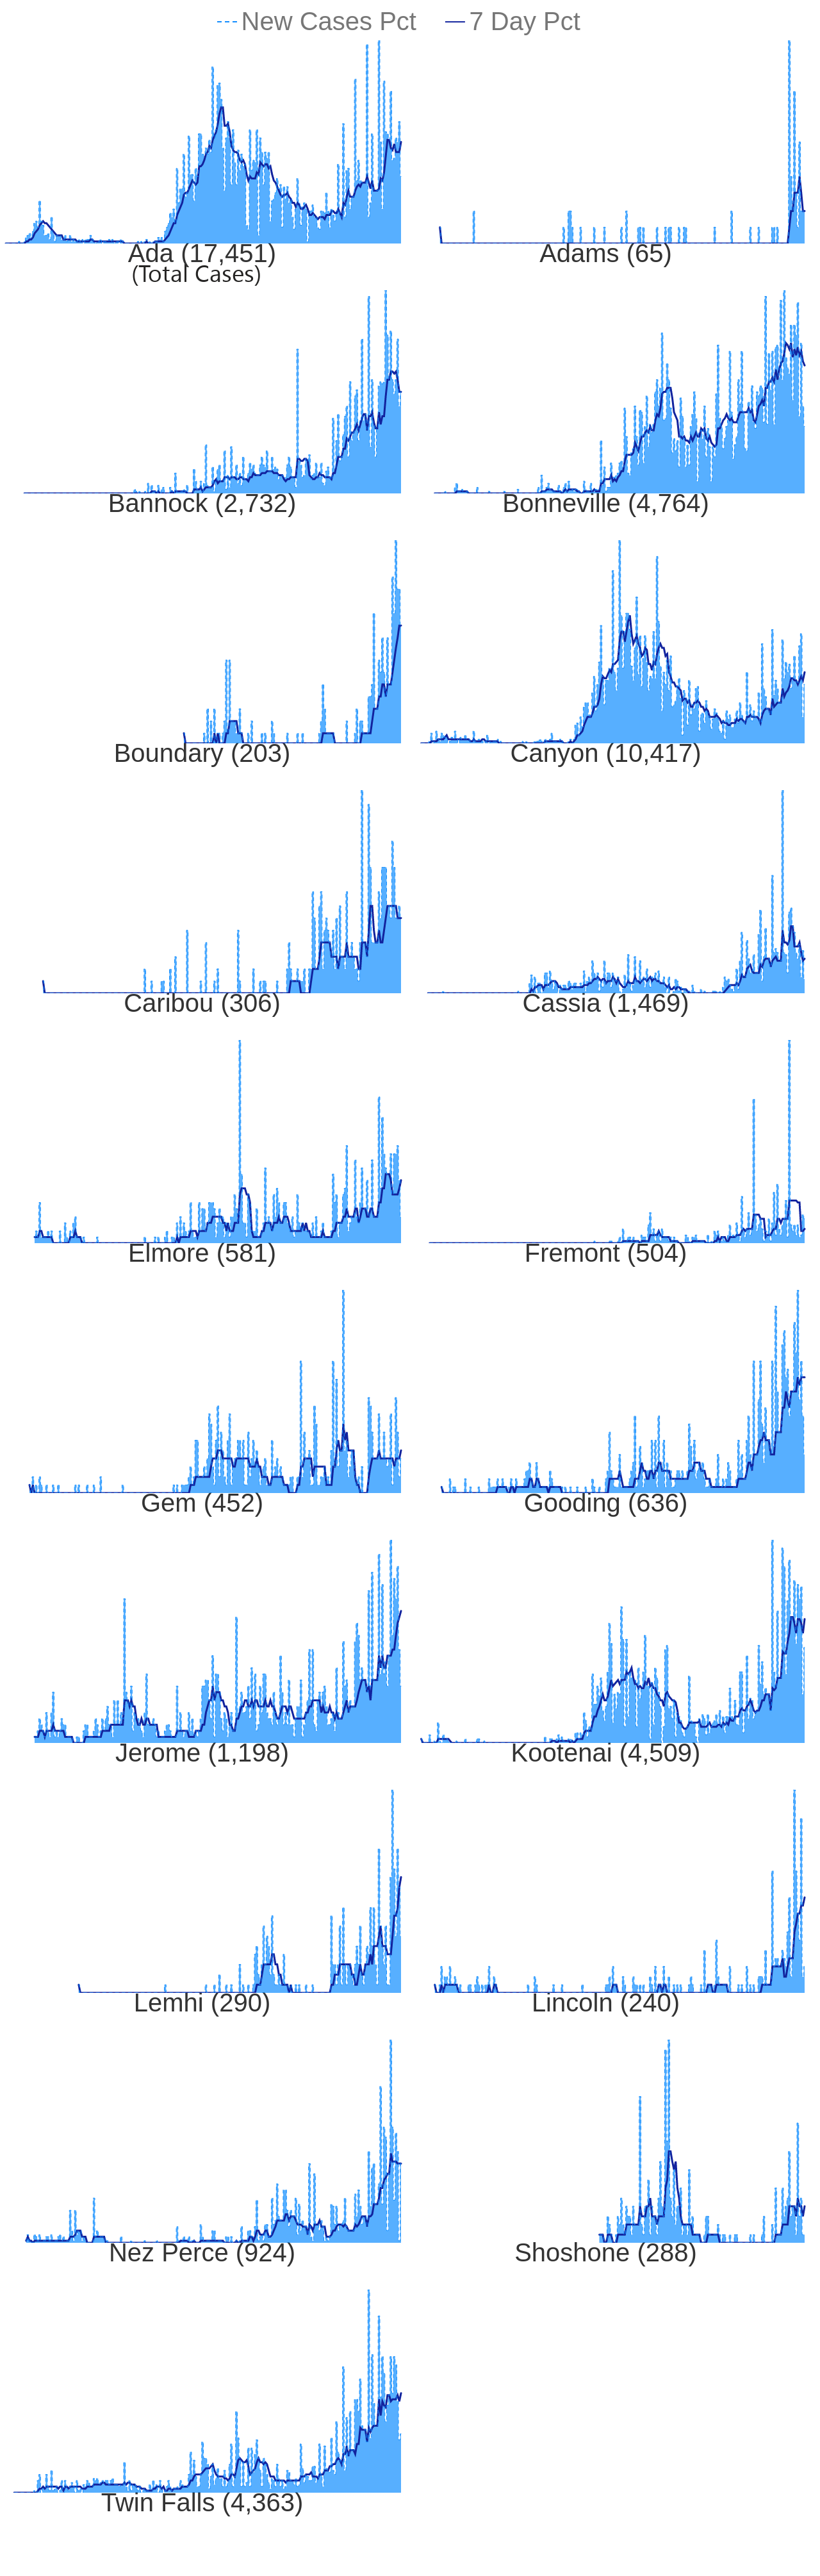 New Cases Pct 7 Day Pct
Ada (17,451) Adams (65)
(Total Cases)
Bannock (2,732) Bonneville (4,764)
Boundary (203) Canyon (10,417)
Caribou (306) Cassia (1,469)
Elmore (581) Fremont (504)
Gem (452) Gooding (636)
Jerome (1,198) Kootenai (4,509)
Lemhi (290) Lincoln (240)
Nez Perce (924) Shoshone (288)
Twin Falls (4,363)